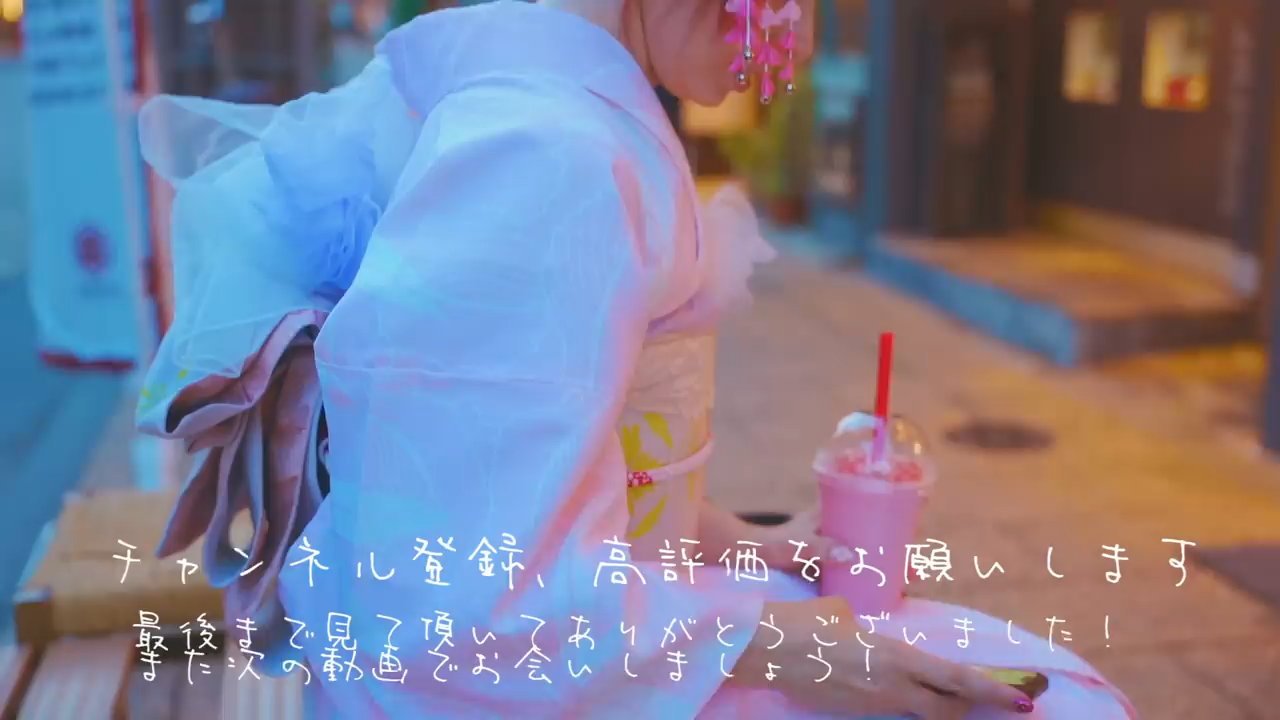 チャンネル登録、高評価をお願いします
最後まで見て頂いてありがとうございました！
また次の動画でお会いしましょう！